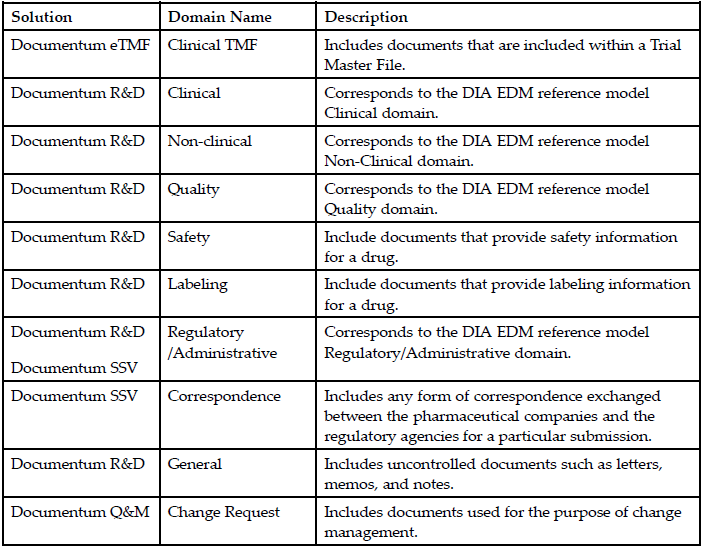 Solution Domain Name Description
Documentum eTMF Clinical TMF Includes documents that are included within a Trial
Master File.
Documentum R&D Clinical Corresponds to the DIA EDM reference model
Clinical domain.
Documentum R&D Non-clinical Corresponds to the DIA EDM reference model
Non-Clinical domain.
Documentum R&D Quality Corresponds to the DIA EDM reference model
Quality domain.
Documentum R&D Safety Include documents that provide safety information
for a drug.
Documentum R&D Labeling Include documents that provide labeling information
for a drug.
Documentum R&D Regulatory Corresponds to the DIA EDM reference model
/Administrative Regulatory/Administrative domain.
Documentum SSV
Documentum SSV Correspondence Includes any form of correspondence exchanged
between the pharmaceutical companies and the
regulatory agencies for a particular submission.
Documentum R&D General Includes uncontrolled documents such as letters,
memos, and notes.
Documentum Q&M Change Request Includes documents used for the purpose of change
management.